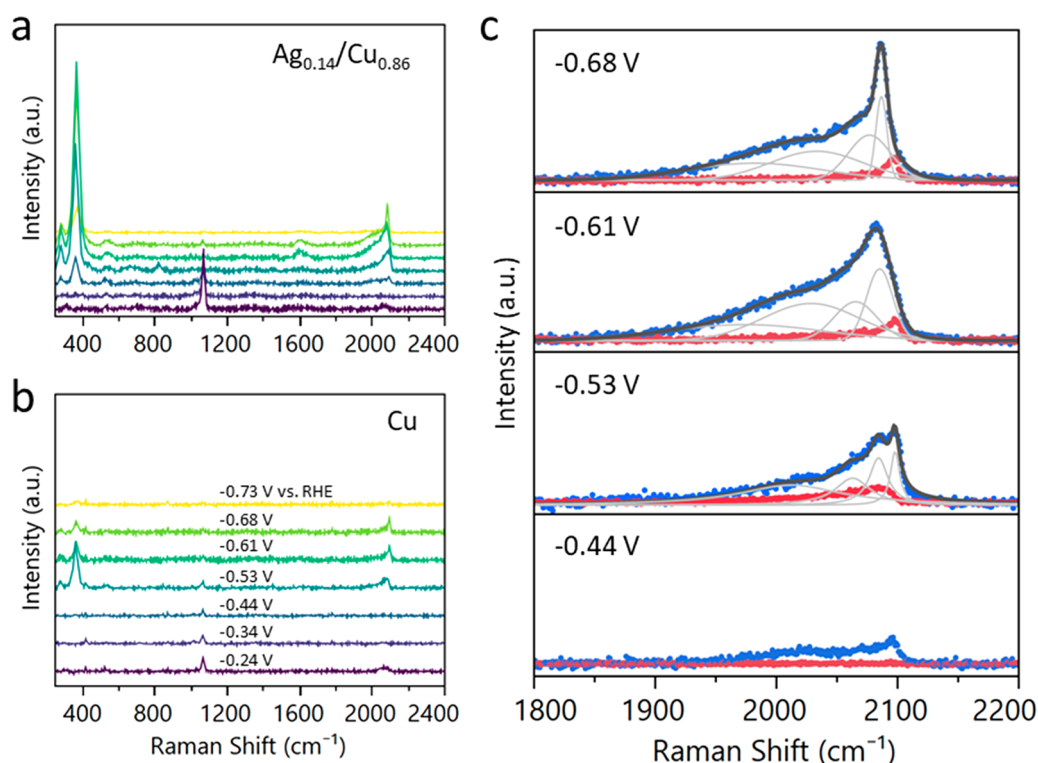 a
Ag0.14/Cu0.86
Intensity (a.u.)
400 800 1200 1600 2000 2400
b
Cu
-0.73 V vs. RHE
-0.68 V
-0.61 V
-0.53 V
-0.44 V
-0.34 V
-0.24 V
Intensity (a.u.)
400 800 1200 1600 2000 2400
Raman Shift (cm⁻¹)
c
-0.68 V
-0.61 V
-0.53 V
-0.44 V
Intensity (a.u.)
1800 1900 2000 2100 2200
Raman Shift (cm⁻¹)